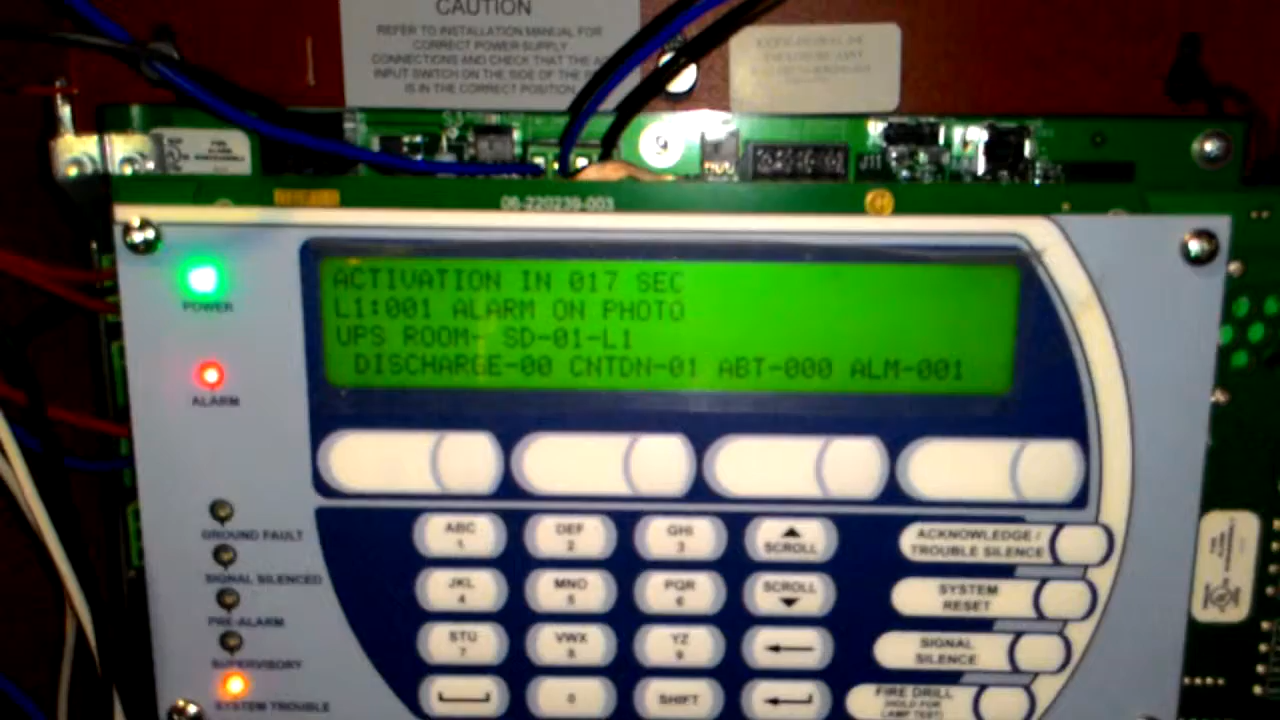 CAUTION
REFER TO INSTALLATION MANUAL FOR
CORRECT POWER SUPPLY
CONNECTIONS AND CHECK THAT THE
INPUT SWITCH ON THE SIDE OF THE
IS IN THE CORRECT POSITION
J11
06-220239-003
POWER
ALARM
ACTIVATION IN 017 SEC
L1:001 ALARM ON PHOTO
UPS ROOM- SD-01-L1
DISCHARGE-00 CNTDN-01 ABT-000 ALM-001
GROUND FAULT
SIGNAL SILENCED
PRE-ALARM
SUPERVISORY
SYSTEM TROUBLE
ABC
1
DEF
2
GHI
3
SCROLL
ACKNOWLEDGE /
TROUBLE SILENCE
JKL
4
MNO
5
PQR
6
SCROLL
SYSTEM
RESET
STU
7
VWX
8
YZ
9
SIGNAL
SILENCE
0
SHIFT
FIRE DRILL
(HOLD FOR
LAMP TEST)